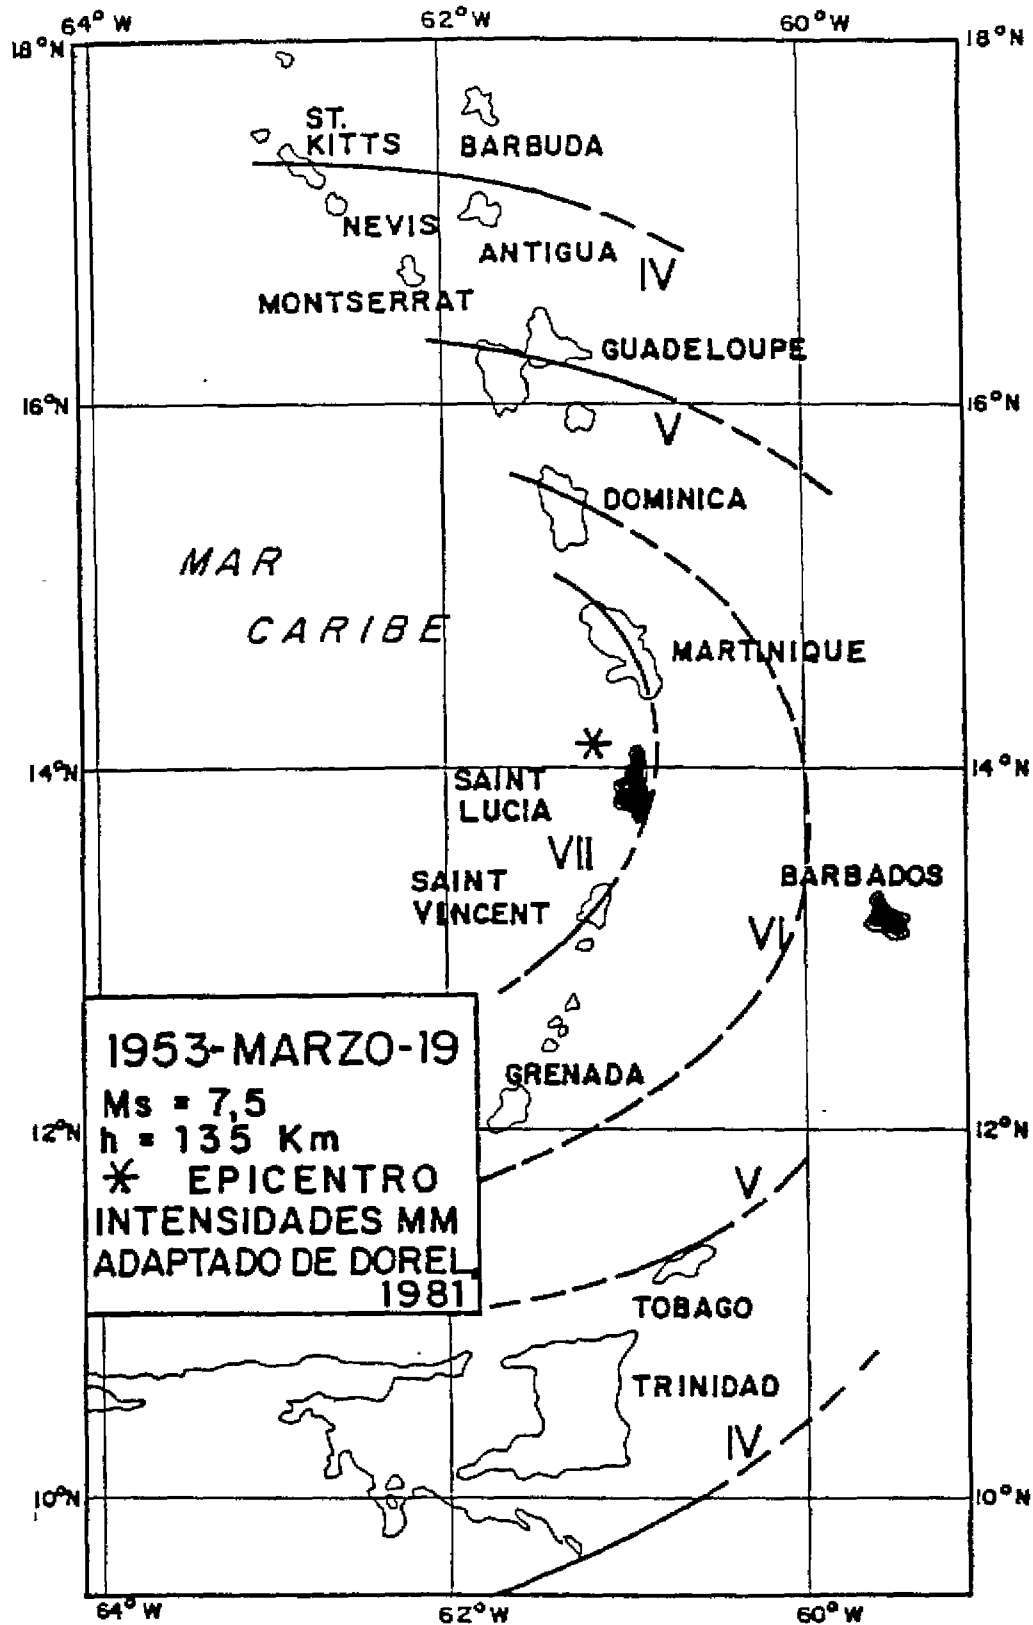 64°W 62°W 60°W
18°N 18°N
ST.
KITTS
BARBUDA
NEVIS
ANTIGUA
IV
MONTSERRAT
GUADELOUPE
16°N 16°N
V
DOMINICA
MAR
CARIBE
MARTINIQUE
14°N 14°N
SAINT
LUCIA
VII
BARBADOS
SAINT
VINCENT
VI
1953-MARZO-19
GRENADA
Ms = 7,5
12°N 12°N
h = 135 Km
* EPICENTRO
V
INTENSIDADES MM
ADAPTADO DE DOREL,
1981
TOBAGO
TRINIDAD
IV
10°N 10°N
64°W 62°W 60°W